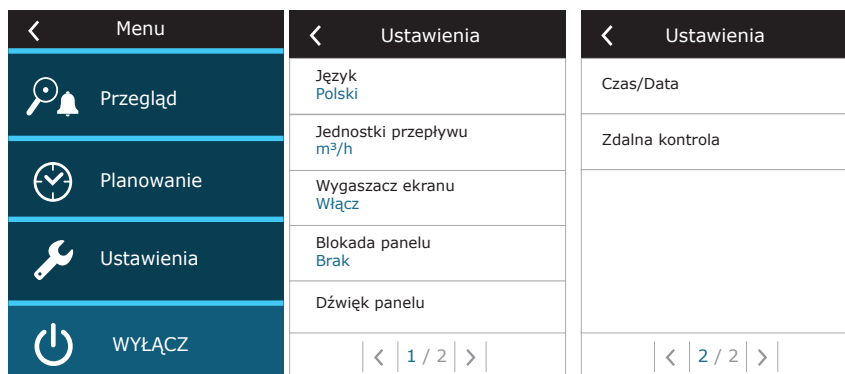 Menu
Przegląd
Planowanie
Ustawienia
WYŁĄCZ
Ustawienia
Język
Polski
Jednostki przepływu
m³/h
Wygaszacz ekranu
Włącz
Blokada panelu
Brak
Dźwięk panelu
1 / 2
Ustawienia
Czas/Data
Zdalna kontrola
2 / 2